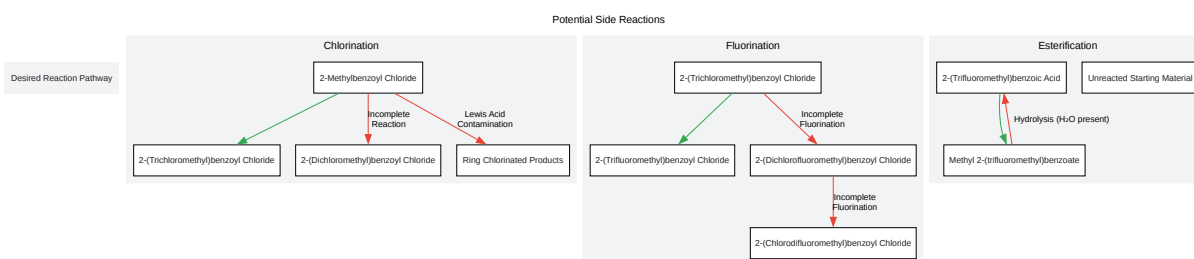 Potential Side Reactions
Desired Reaction Pathway
Chlorination
2-Methylbenzoyl Chloride
Incomplete
Reaction
Lewis Acid
Contamination
2-(Trichloromethyl)benzoyl Chloride
2-(Dichloromethyl)benzoyl Chloride
Ring Chlorinated Products
Fluorination
2-(Trichloromethyl)benzoyl Chloride
Incomplete
Fluorination
2-(Trifluoromethyl)benzoyl Chloride
2-(Dichlorofluoromethyl)benzoyl Chloride
Incomplete
Fluorination
2-(Chlorodifluoromethyl)benzoyl Chloride
Esterification
2-(Trifluoromethyl)benzoic Acid
Unreacted Starting Material
Hydrolysis (H₂O present)
Methyl 2-(trifluoromethyl)benzoate